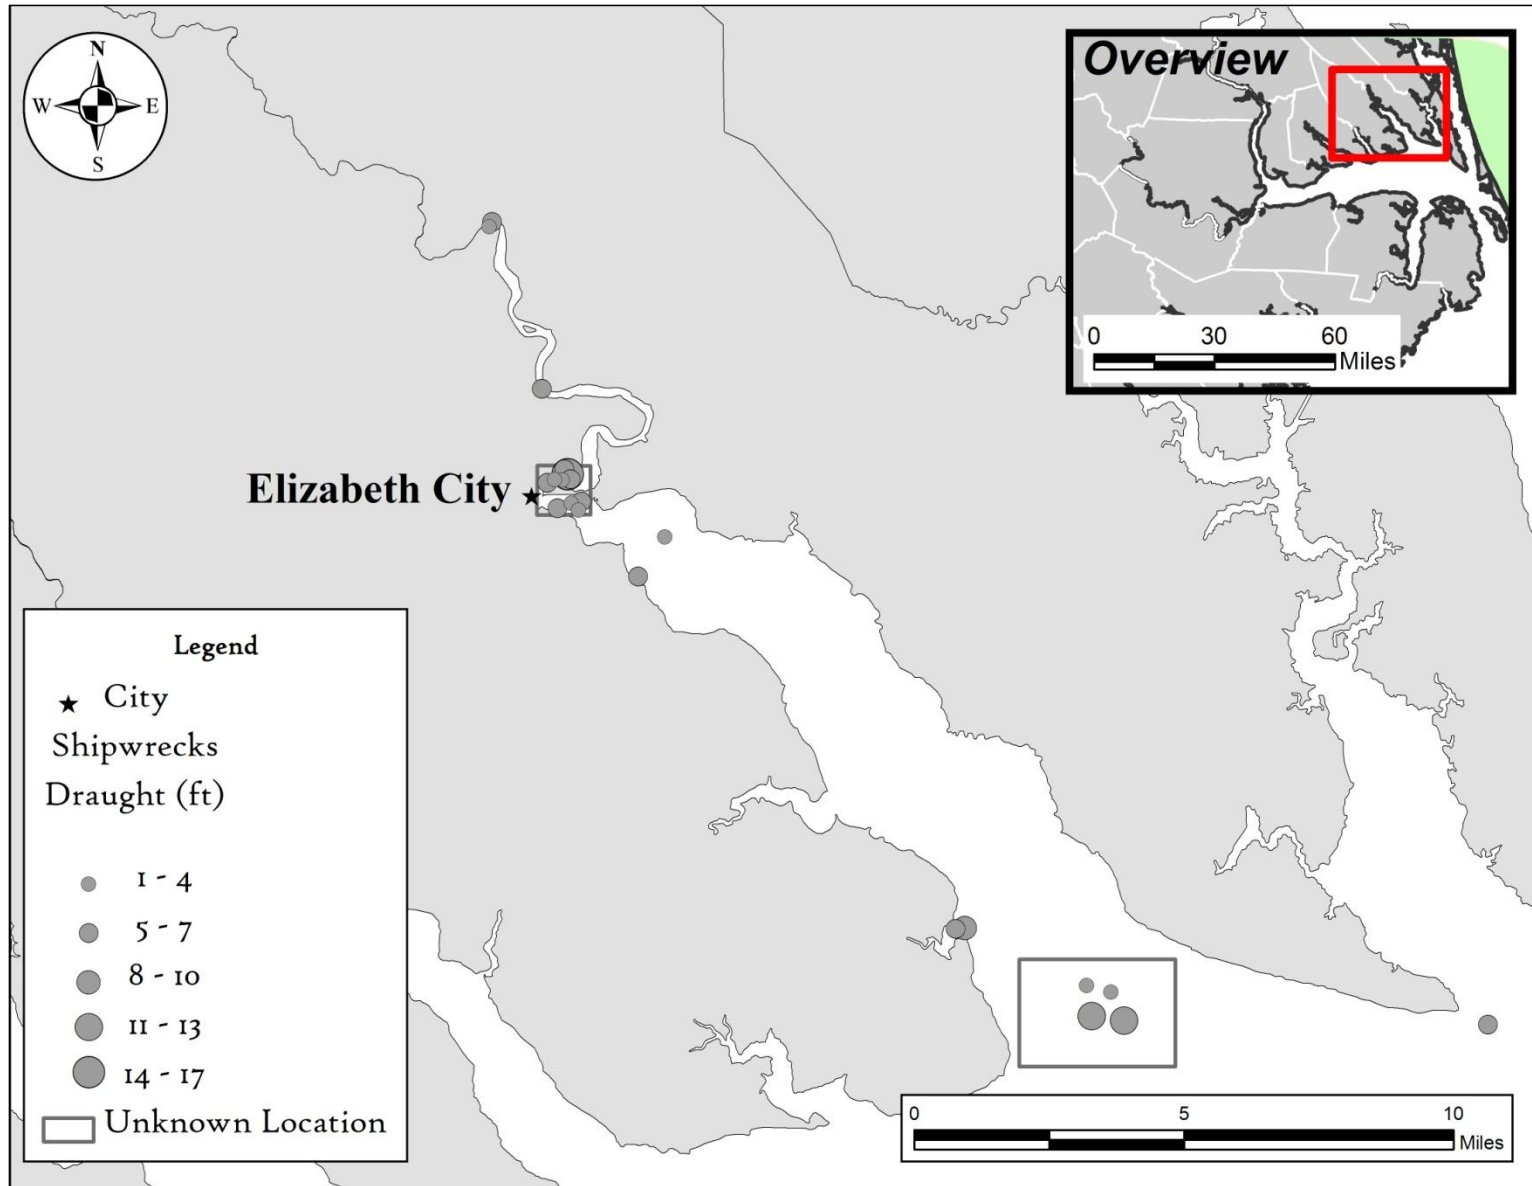 N
W E
S
Overview
0 30 60
Miles
Elizabeth City
Legend
City
Shipwrecks
Draught (ft)
1 - 4
5 - 7
8 - 10
11 - 13
14 - 17
Unknown Location
0 5 10
Miles